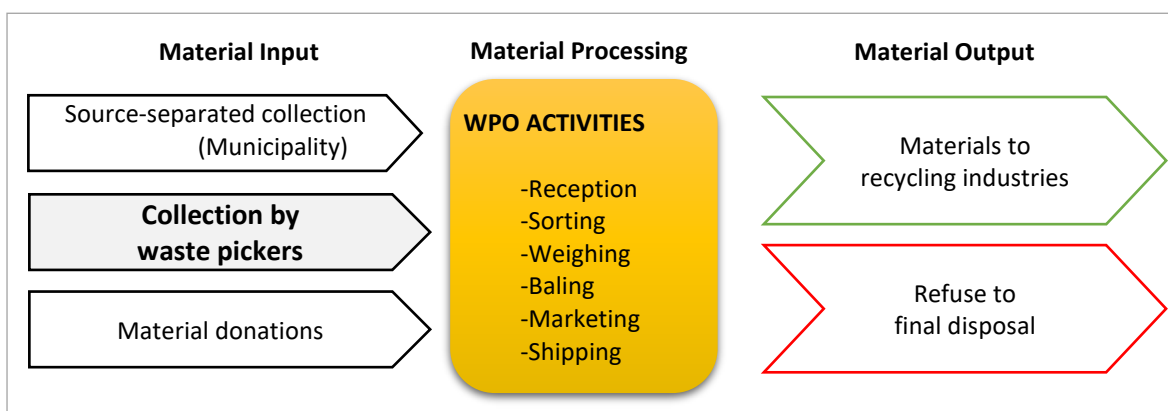 Material Input
Source-separated collection
(Municipality)
Collection by
waste pickers
Material donations
Material Processing
WPO ACTIVITIES
-Reception
-Sorting
-Weighing
-Baling
-Marketing
-Shipping
Material Output
Materials to
recycling industries
Refuse to
final disposal